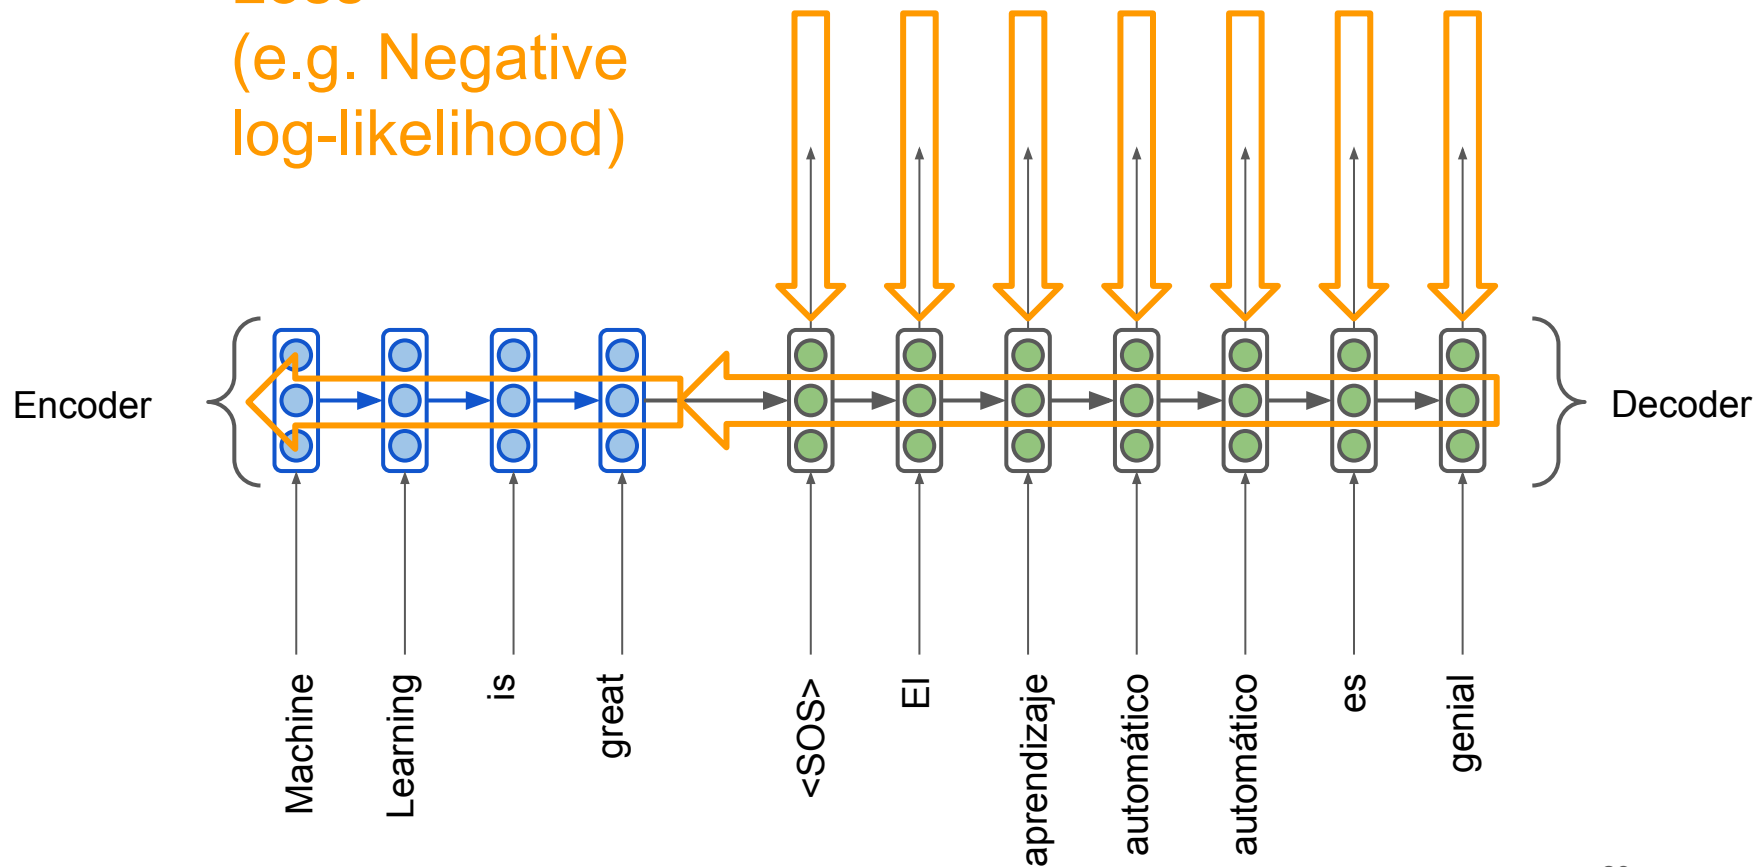 (e.g. Negative
log-likelihood)
Encoder
Decoder
Machine
Learning
is
great
<SOS>
El
aprendizaje
automático
automático
es
genial